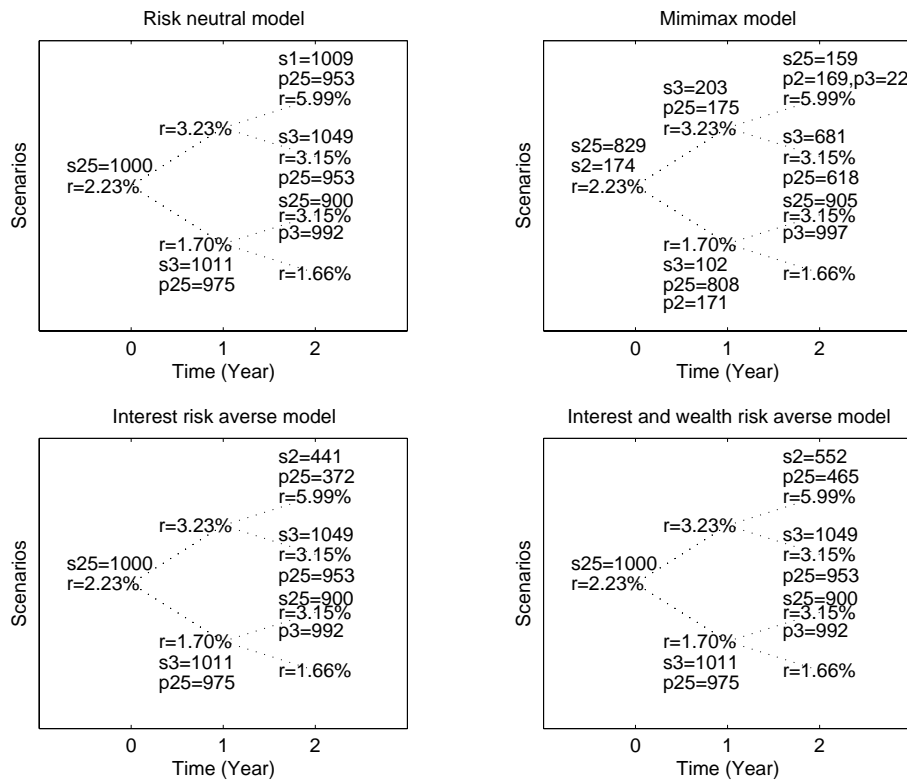 Risk neutral model
s1=1009
p25=953
r=5.99%
r=3.23%
s3=1049
r=3.15%
p25=953
s25=1000
r=2.23%
s25=900
r=3.15%
p3=992
r=1.70%
s3=1011
p25=975
r=1.66%
Scenarios
0 1 2
Time (Year)
Mimimax model
s25=159
p2=169,p3=22
r=5.99%
s3=203
p25=175
r=3.23%
s3=681
r=3.15%
p25=618
s25=829
s2=174
r=2.23%
s25=905
r=3.15%
p3=997
r=1.70%
s3=102
p25=808
p2=171
r=1.66%
Scenarios
0 1 2
Time (Year)
Interest risk averse model
s2=441
p25=372
r=5.99%
r=3.23%
s3=1049
r=3.15%
p25=953
s25=1000
r=2.23%
s25=900
r=3.15%
p3=992
r=1.70%
s3=1011
p25=975
r=1.66%
Scenarios
0 1 2
Time (Year)
Interest and wealth risk averse model
s2=552
p25=465
r=5.99%
r=3.23%
s3=1049
r=3.15%
p25=953
s25=1000
r=2.23%
s25=900
r=3.15%
p3=992
r=1.70%
s3=1011
p25=975
r=1.66%
Scenarios
0 1 2
Time (Year)